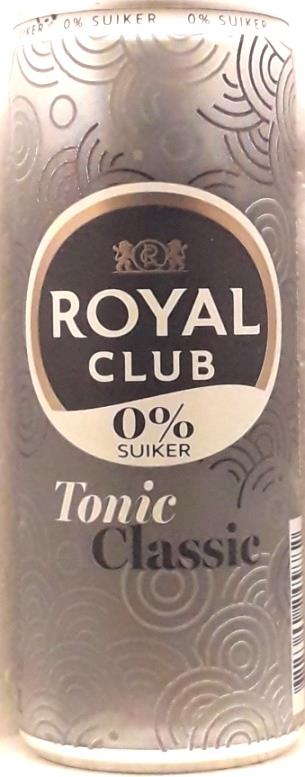 0% SUIKER 0% SUIKER
ROYAL
CLUB
0%
SUIKER
Tonic
Classic